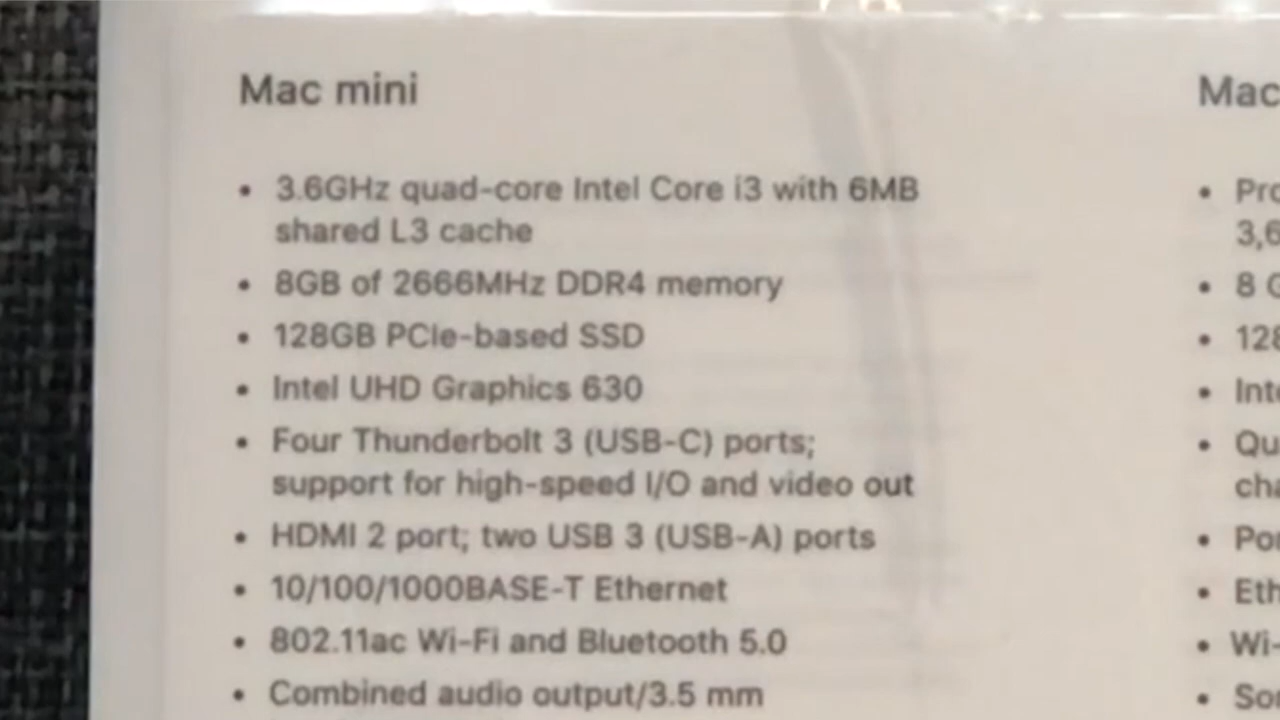 Mac mini
• 3.6GHz quad-core Intel Core i3 with 6MB
shared L3 cache
• 8GB of 2666MHz DDR4 memory
• 128GB PCIe-based SSD
• Intel UHD Graphics 630
• Four Thunderbolt 3 (USB-C) ports;
support for high-speed I/O and video out
• HDMI 2 port; two USB 3 (USB-A) ports
• 10/100/1000BASE-T Ethernet
• 802.11ac Wi-Fi and Bluetooth 5.0
• Combined audio output/3.5 mm
Mac
• 3,6
• 8